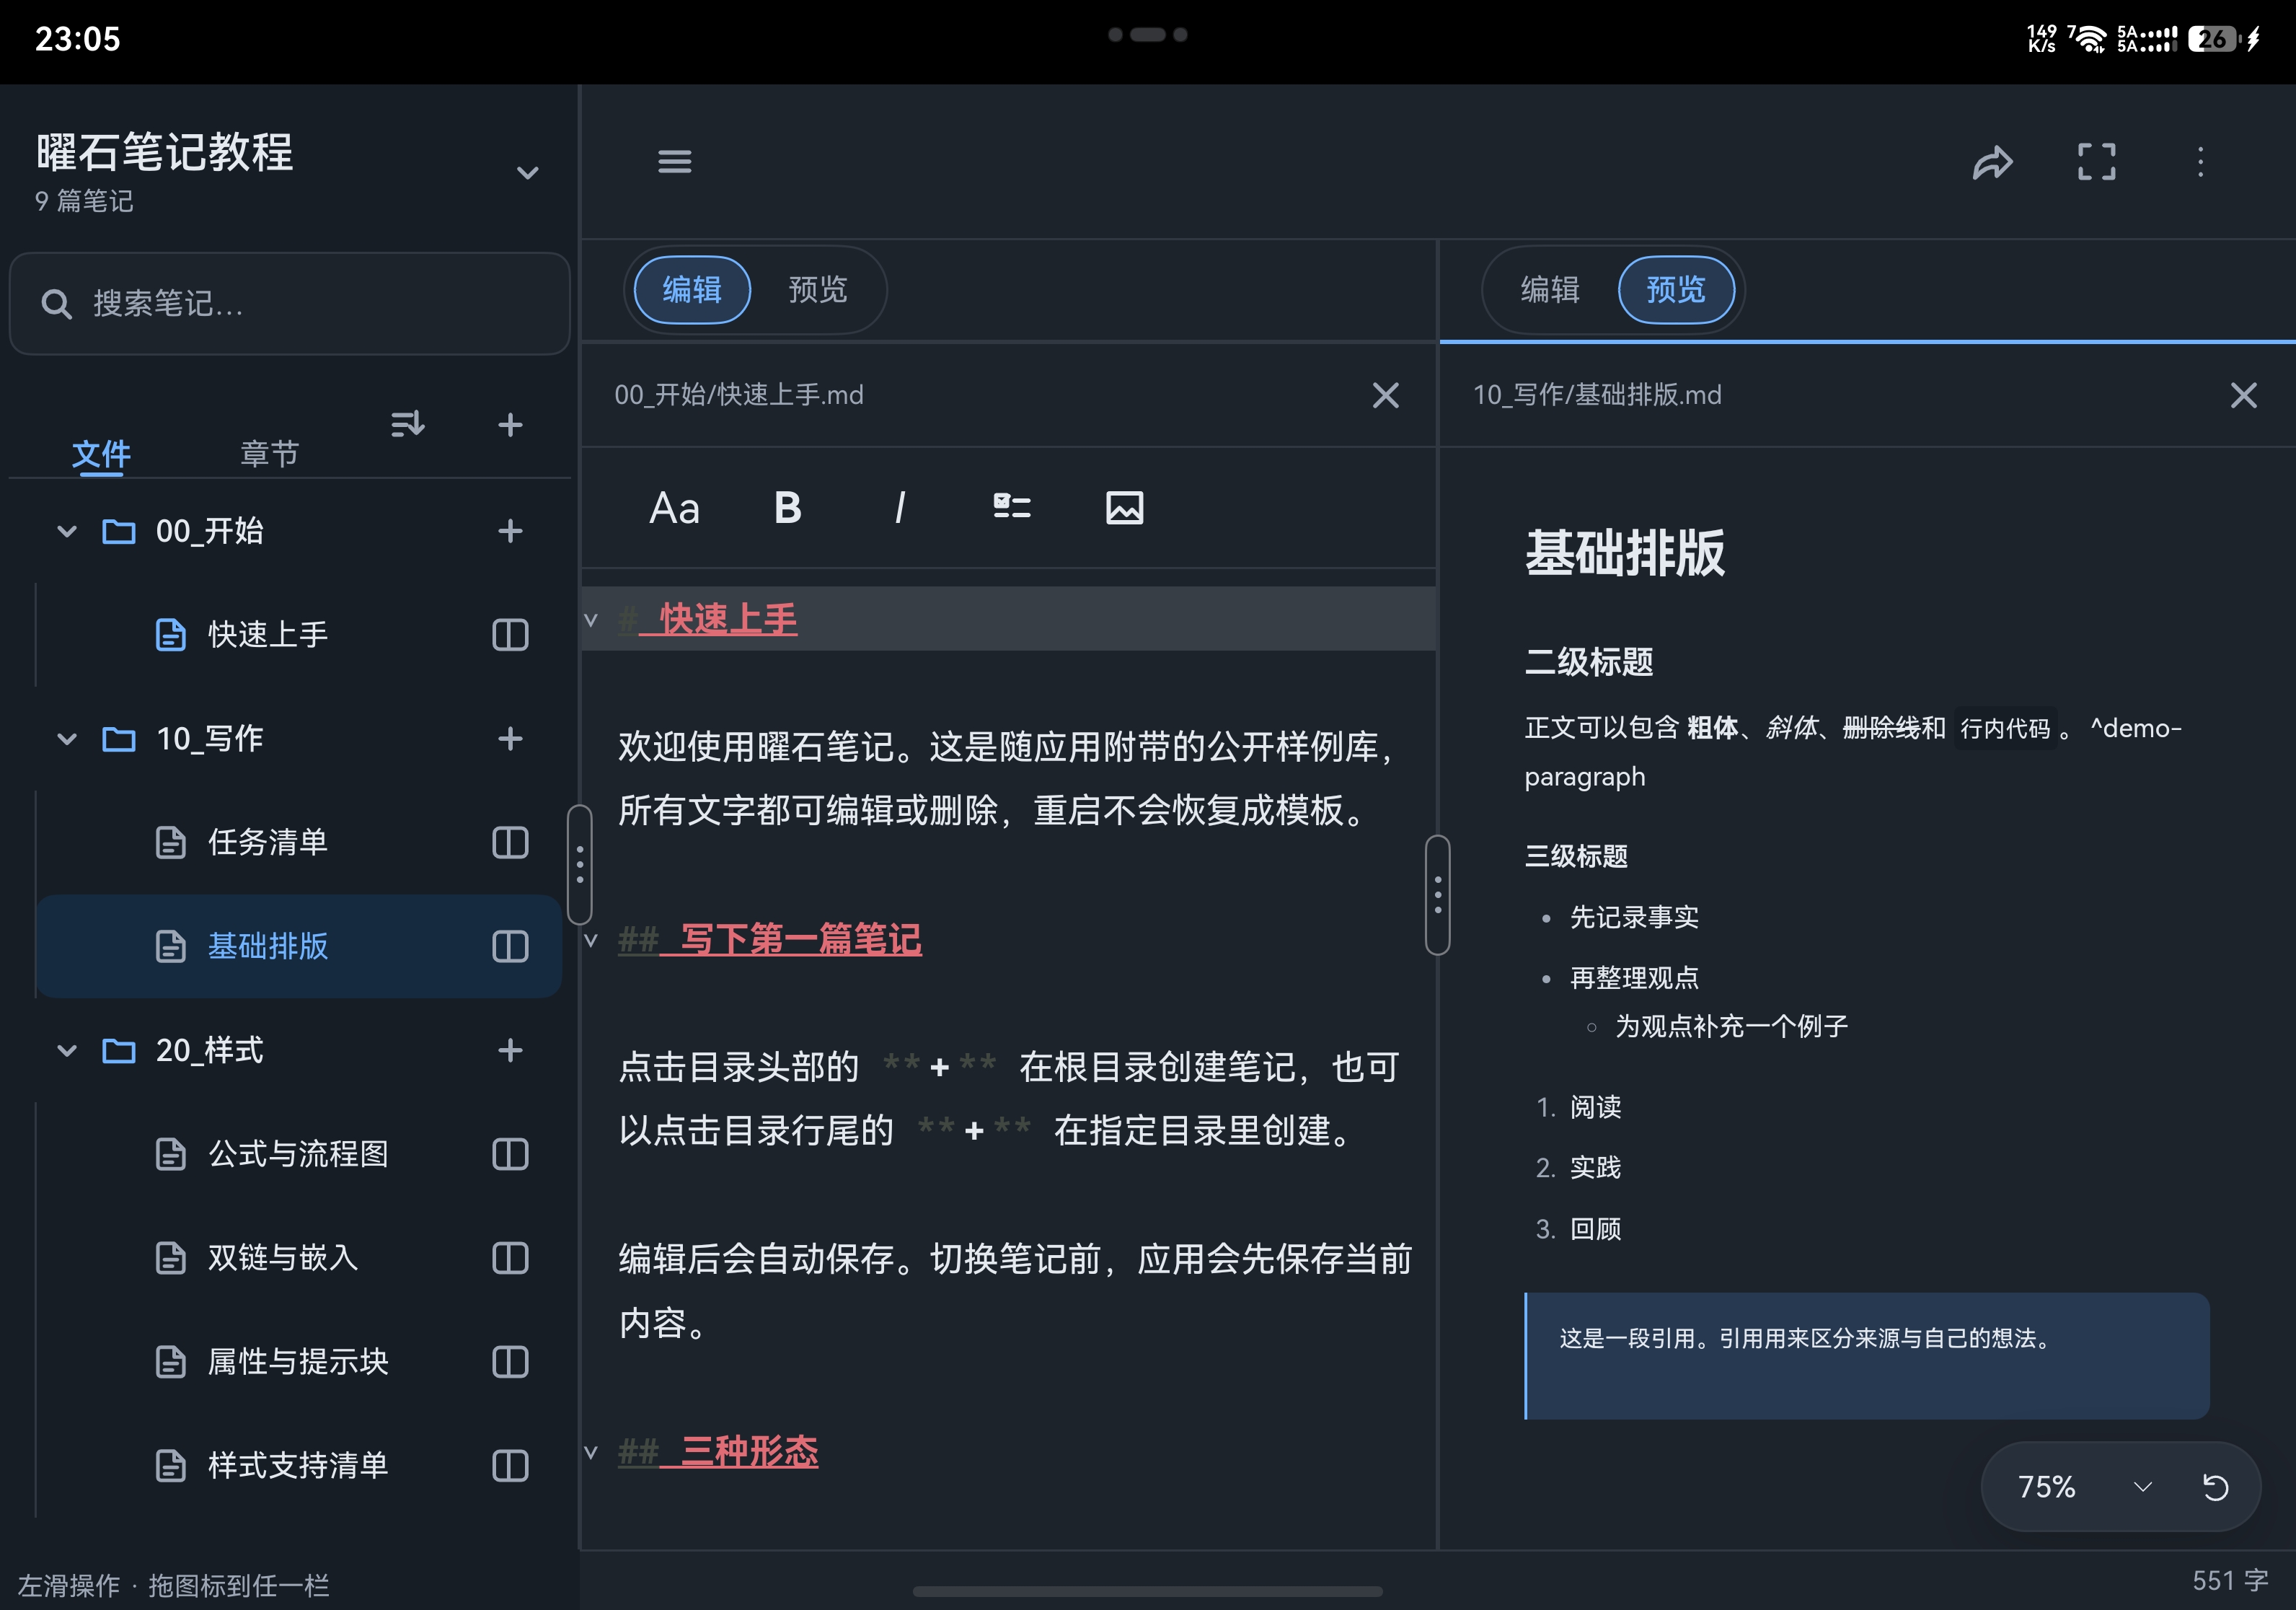 23:05
149 K/s 7 5A 5A 26
曜石笔记教程
9 篇笔记
搜索笔记...
文件 章节
00_开始
快速上手
10_写作
任务清单
基础排版
20_样式
公式与流程图
双链与嵌入
属性与提示块
样式支持清单
左滑操作 · 拖图标到任一栏
编辑 预览
00_开始/快速上手.md
Aa B I
# 快速上手
欢迎使用曜石笔记。这是随应用附带的公开样例库，
所有文字都可编辑或删除，重启不会恢复成模板。
## 写下第一篇笔记
点击目录头部的 **+** 在根目录创建笔记，也可
以点击目录行尾的 **+** 在指定目录里创建。
编辑后会自动保存。切换笔记前，应用会先保存当前
内容。
## 三种形态
编辑 预览
10_写作/基础排版.md
基础排版
二级标题
正文可以包含 粗体、斜体、删除线和 行内代码 。 ^demo-
paragraph
三级标题
• 先记录事实
• 再整理观点
◦ 为观点补充一个例子
1. 阅读
2. 实践
3. 回顾
这是一段引用。引用用来区分来源与自己的想法。
75%
551 字